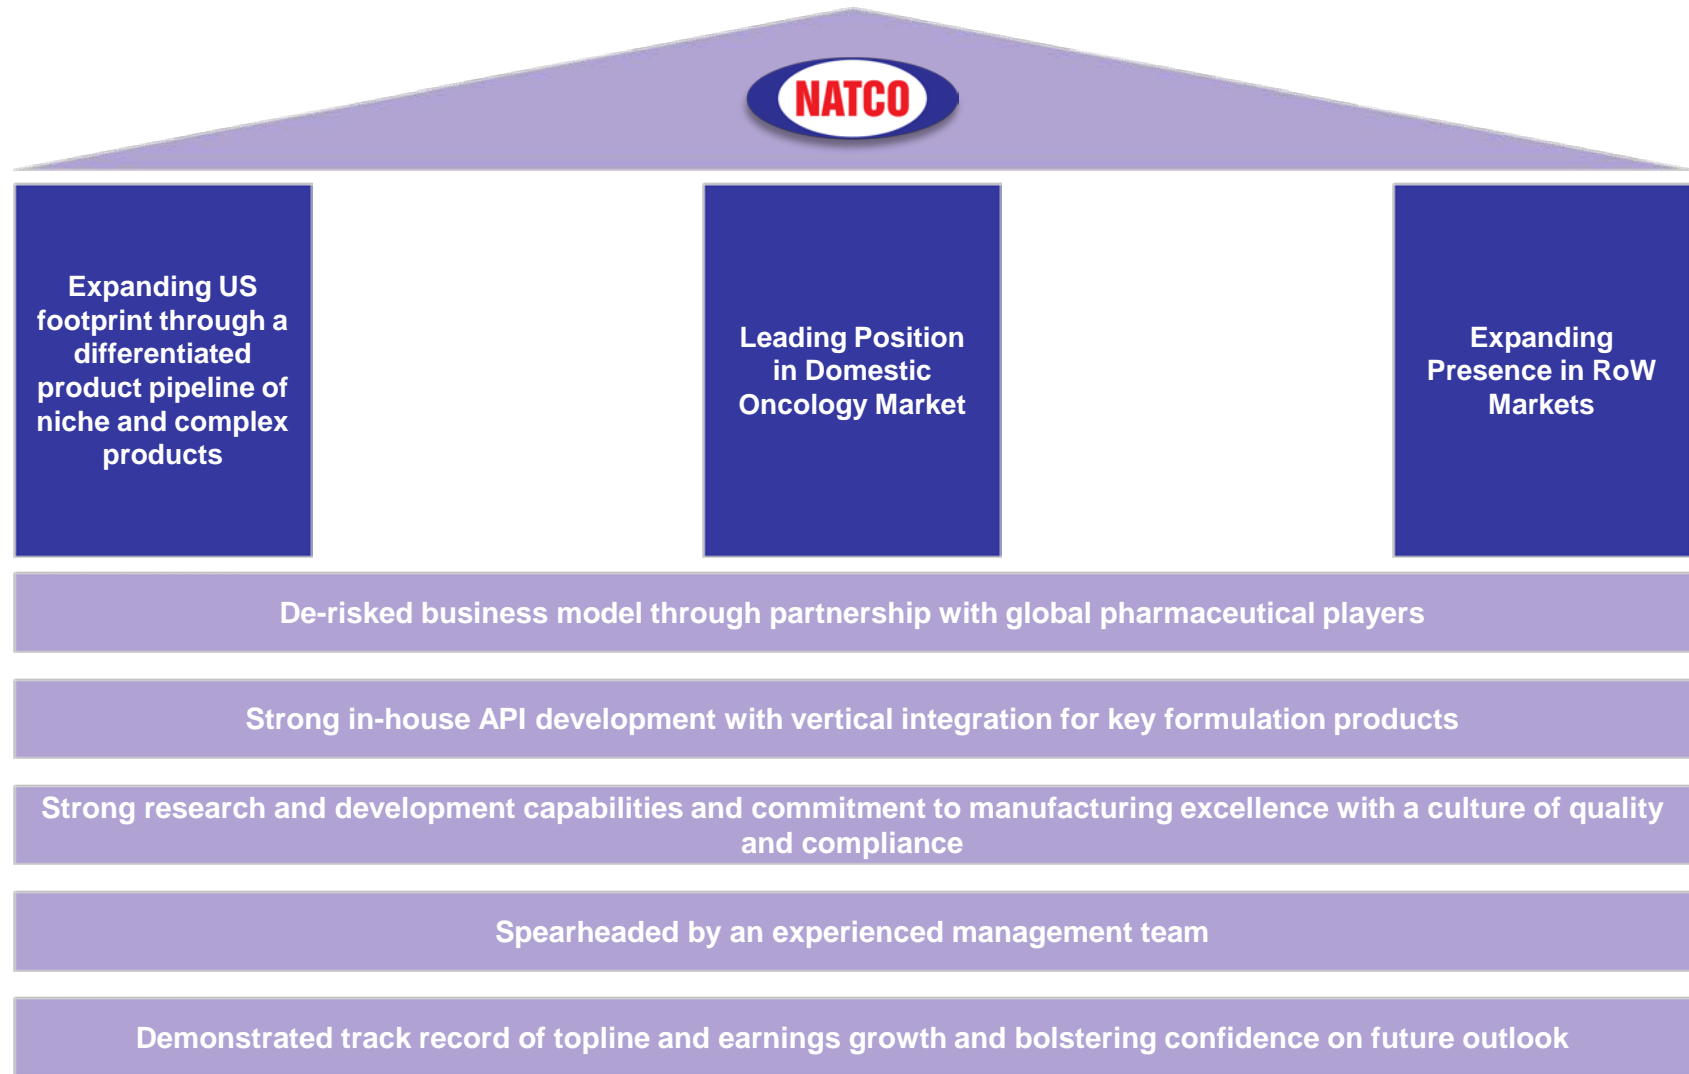 NATCO
Expanding US
footprint through a
differentiated
product pipeline of
niche and complex
products
Leading Position
in Domestic
Oncology Market
Expanding
Presence in RoW
Markets
De-risked business model through partnership with global pharmaceutical players
Strong in-house API development with vertical integration for key formulation products
Strong research and development capabilities and commitment to manufacturing excellence with a culture of quality
and compliance
Spearheaded by an experienced management team
Demonstrated track record of topline and earnings growth and bolstering confidence on future outlook